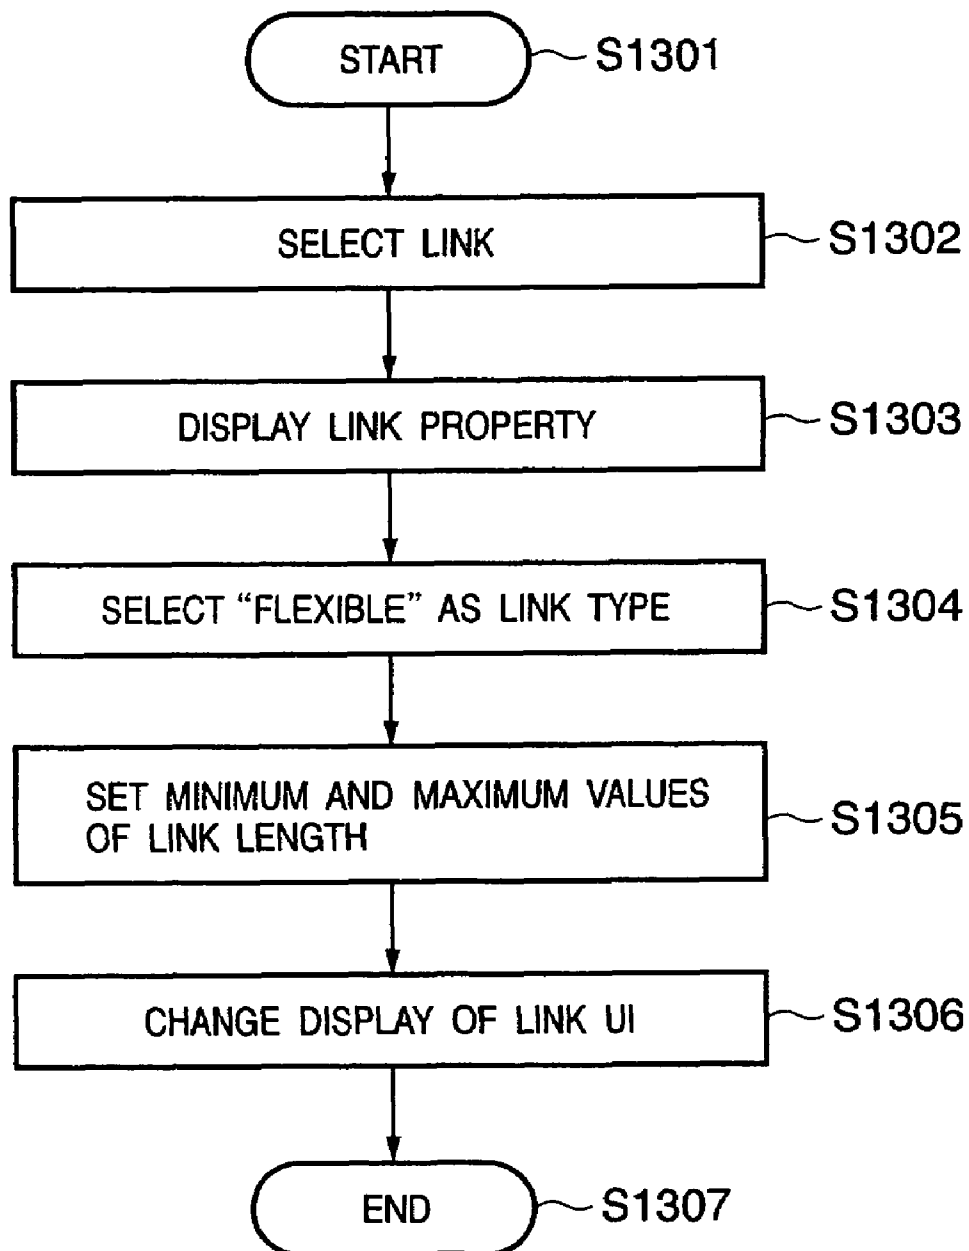 START
S1301
SELECT LINK
S1302
DISPLAY LINK PROPERTY
S1303
SELECT “FLEXIBLE” AS LINK TYPE
S1304
SET MINIMUM AND MAXIMUM VALUES
OF LINK LENGTH
S1305
CHANGE DISPLAY OF LINK UI
S1306
END
S1307